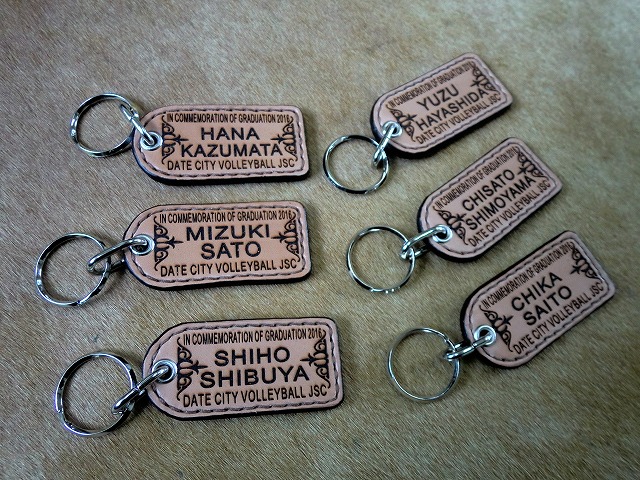 IN COMMEMORATION OF GRADUATION 2016
HANA
KAZUMATA
DATE CITY VOLLEYBALL JSC
IN COMMEMORATION OF GRADUATION 2016
MIZUKI
SATO
DATE CITY VOLLEYBALL JSC
IN COMMEMORATION OF GRADUATION 2016
SHIHO
SHIBUYA
DATE CITY VOLLEYBALL JSC
IN COMMEMORATION OF GRADUATION 2016
YUZU
HAYASHIDA
DATE CITY VOLLEYBALL JSC
IN COMMEMORATION OF GRADUATION 2016
CHISATO
SHIMOYAMA
DATE CITY VOLLEYBALL JSC
IN COMMEMORATION OF GRADUATION 2016
CHIKA
SAITO
DATE CITY VOLLEYBALL JSC